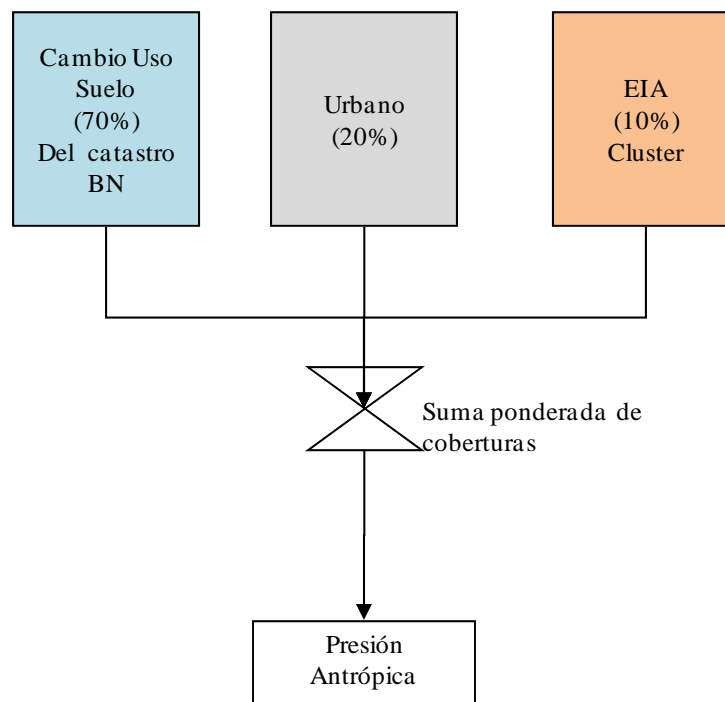 Cambio Uso
Suelo
(70%)
Del catastro
BN
Urbano
(20%)
EIA
(10%)
Cluster
Suma ponderada de
coberturas
Presión
Antrópica